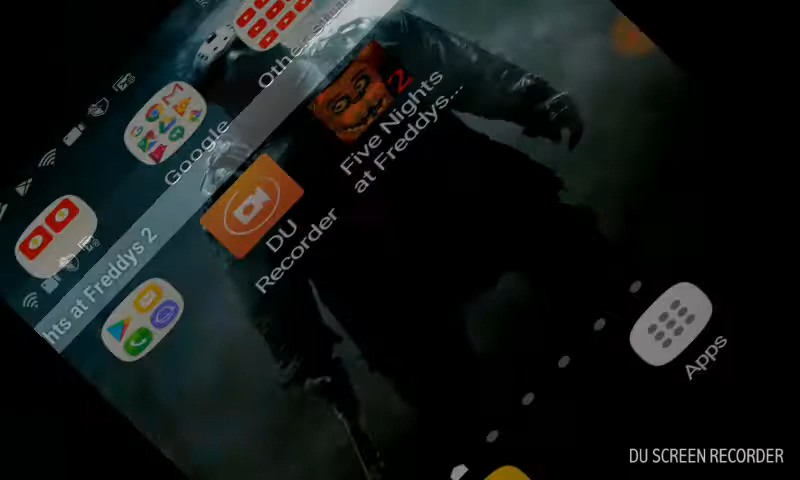 Google
Other
Five Nights
at Freddys...
2
DU
Recorder
hts at Freddys 2
Apps
DU SCREEN RECORDER